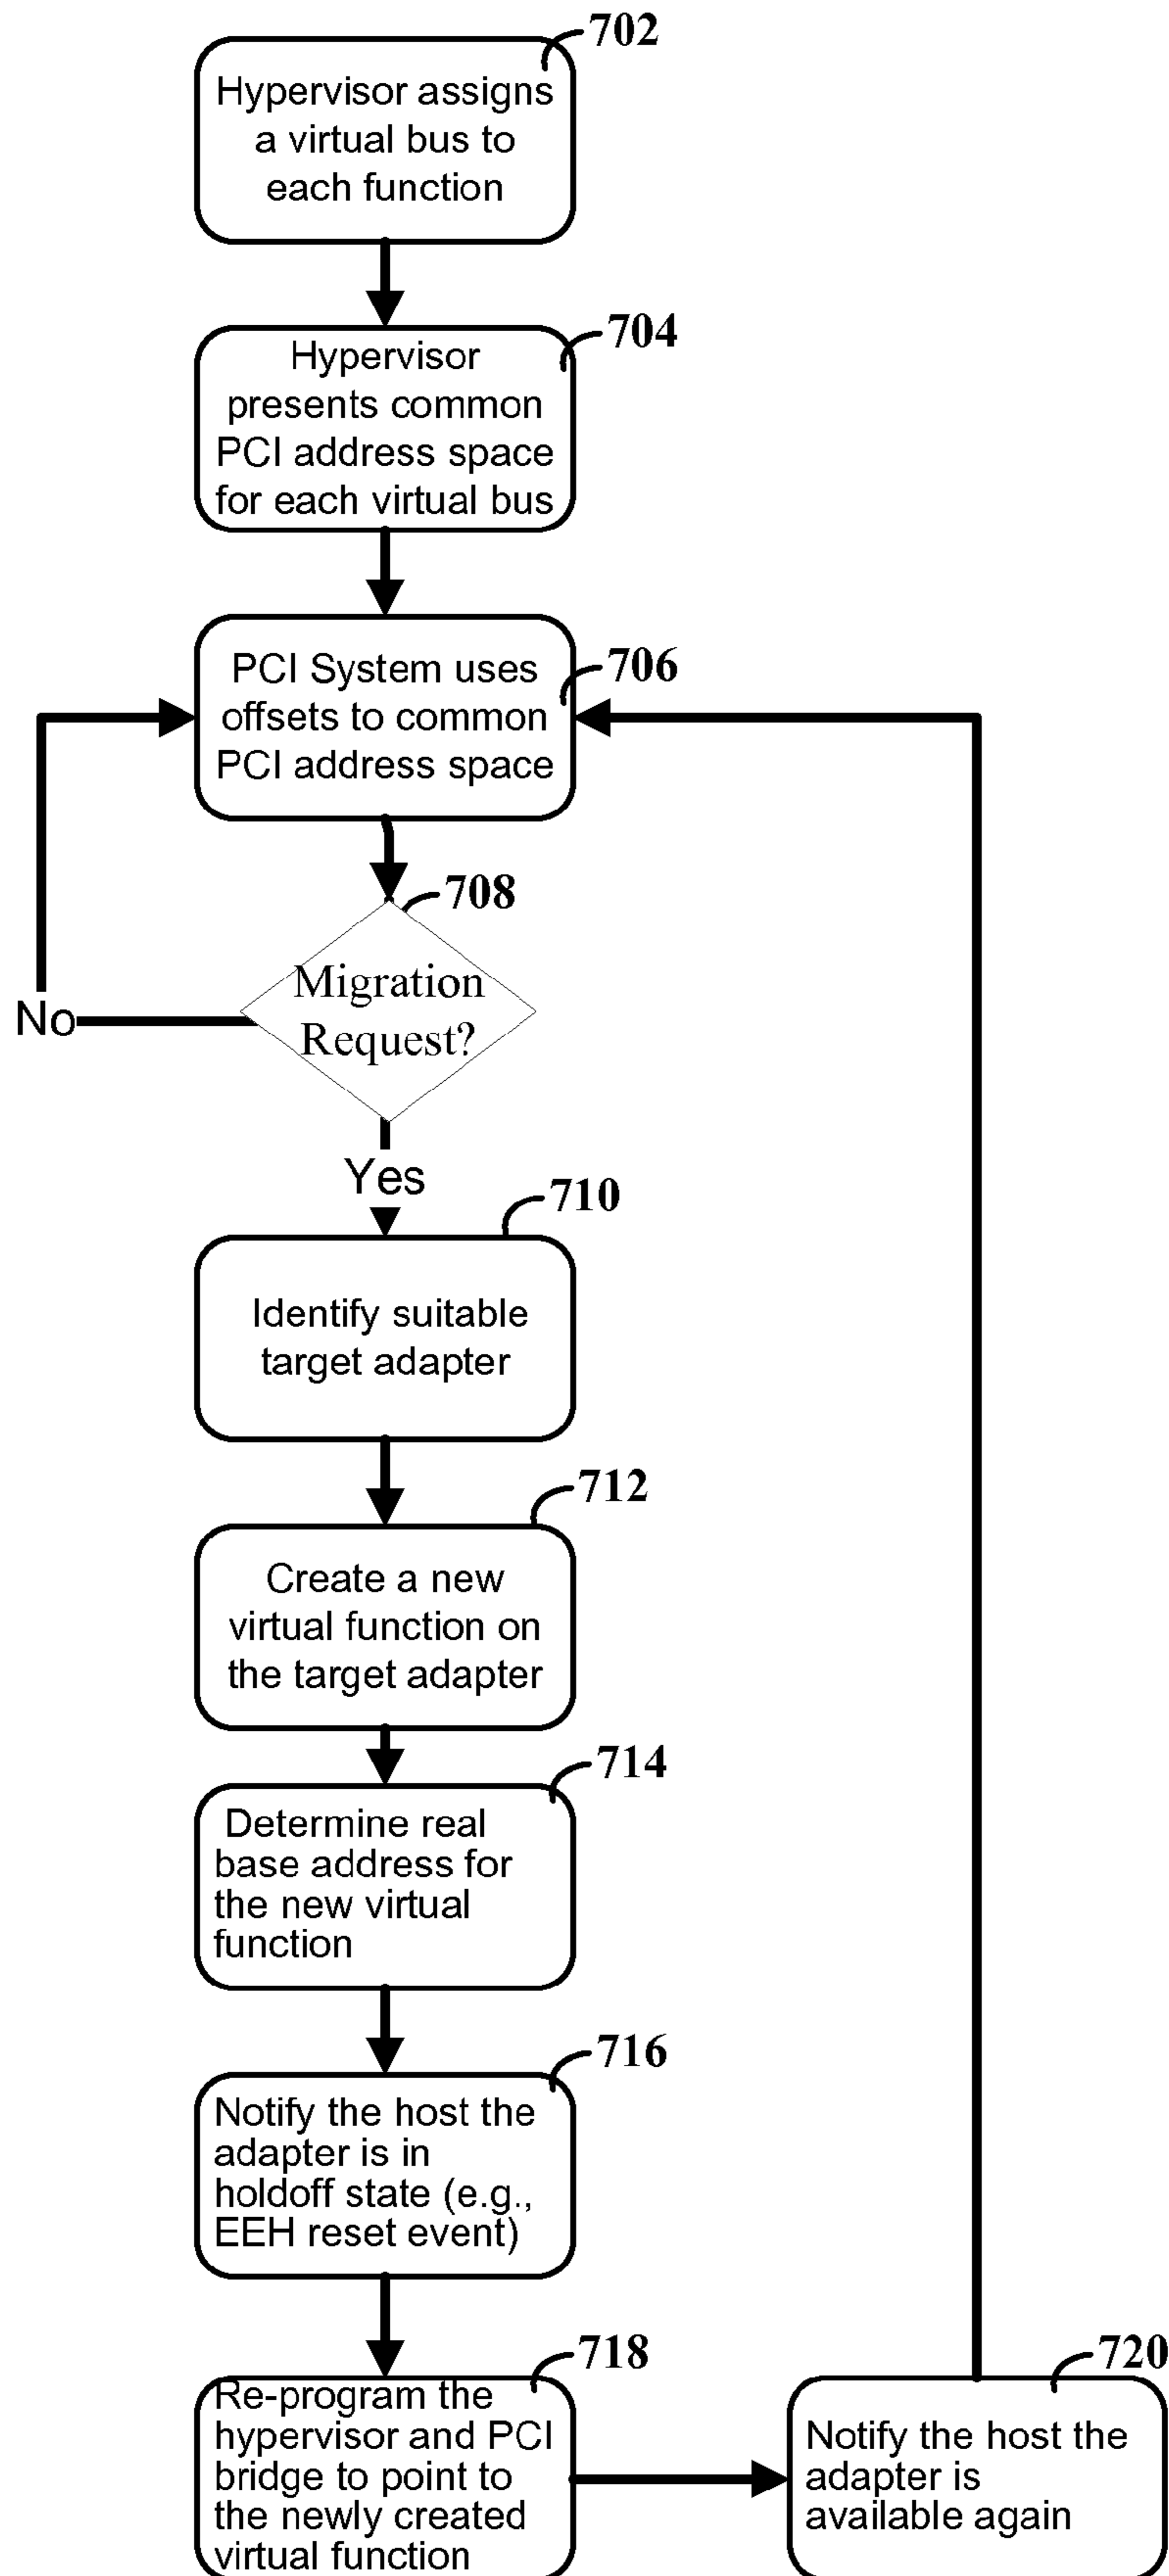 702
Hypervisor assigns
a virtual bus to
each function
704
Hypervisor
presents common
PCI address space
for each virtual bus
706
PCI System uses
offsets to common
PCI address space
708
Migration
Request?
No
Yes
710
Identify suitable
target adapter
712
Create a new
virtual function on
the target adapter
714
Determine real
base address for
the new virtual
function
716
Notify the host the
adapter is in
holdoff state (e.g.,
EEH reset event)
718
Re-program the
hypervisor and PCI
bridge to point to
the newly created
virtual function
720
Notify the host the
adapter is
available again